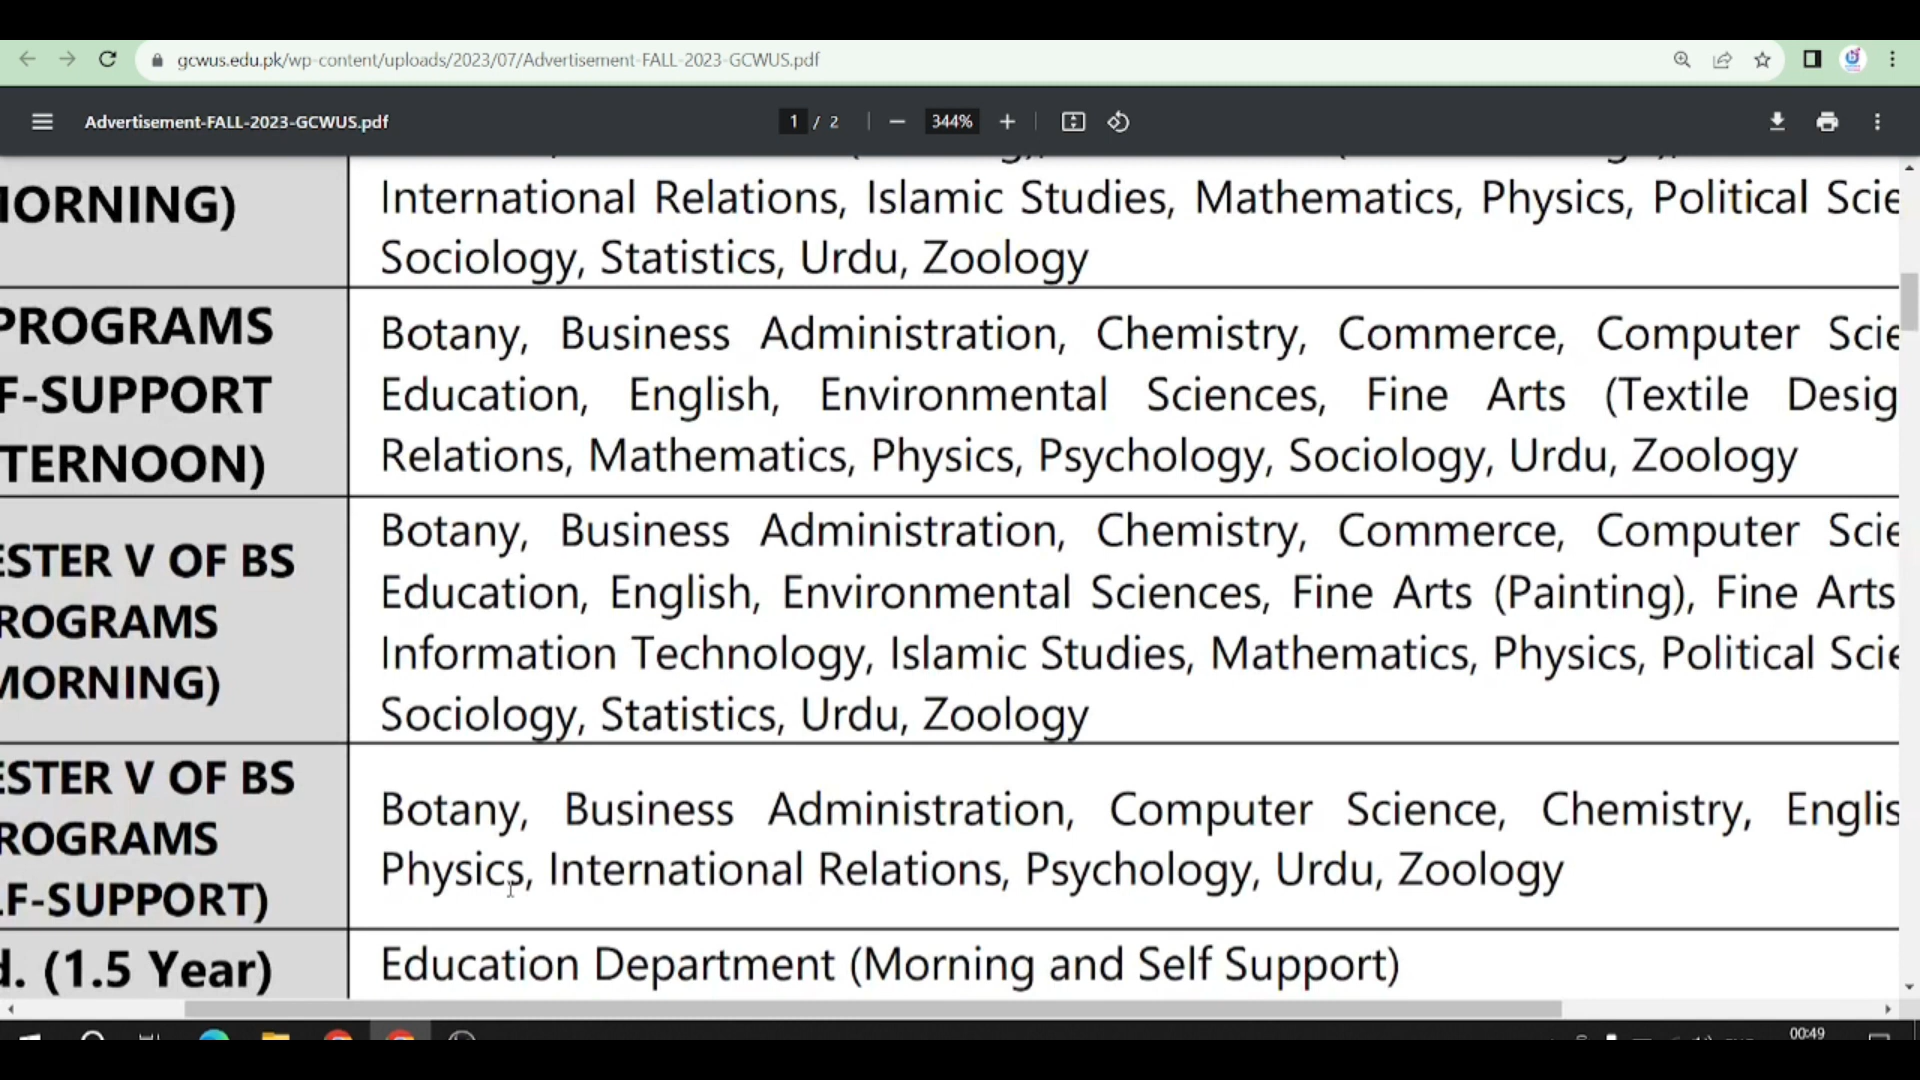 gcwus.edu.pk/wp-content/uploads/2023/07/Advertisement-FALL-2023-GCWUS.pdf
Advertisement-FALL-2023-GCWUS.pdf
1 / 2
344%
MORNING)
International Relations, Islamic Studies, Mathematics, Physics, Political Scie
Sociology, Statistics, Urdu, Zoology
PROGRAMS
F-SUPPORT
TERNOON)
Botany, Business Administration, Chemistry, Commerce, Computer Scie
Education, English, Environmental Sciences, Fine Arts (Textile Desig
Relations, Mathematics, Physics, Psychology, Sociology, Urdu, Zoology
ESTER V OF BS
ROGRAMS
MORNING)
Botany, Business Administration, Chemistry, Commerce, Computer Scie
Education, English, Environmental Sciences, Fine Arts (Painting), Fine Arts
Information Technology, Islamic Studies, Mathematics, Physics, Political Scie
Sociology, Statistics, Urdu, Zoology
ESTER V OF BS
ROGRAMS
LF-SUPPORT)
Botany, Business Administration, Computer Science, Chemistry, Englis
Physics, International Relations, Psychology, Urdu, Zoology
d. (1.5 Year)
Education Department (Morning and Self Support)
00:49